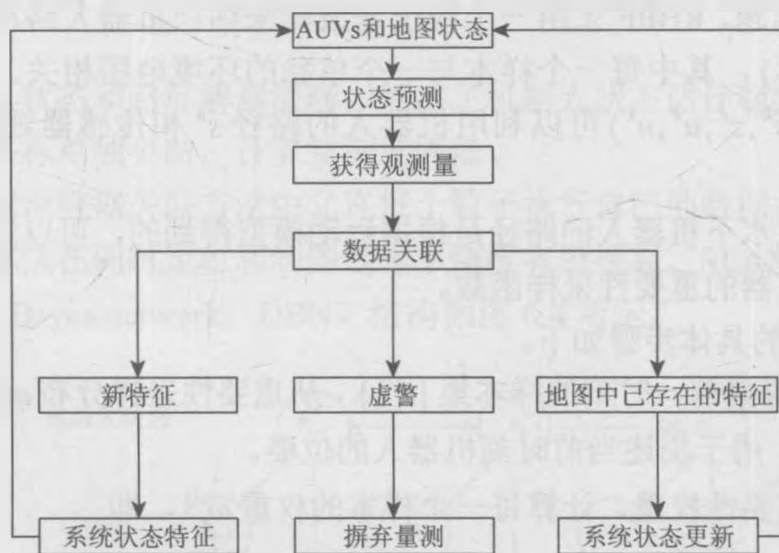 AUVs和地图状态
状态预测
获得观测量
数据关联
新特征
虚警
地图中已存在的特征
系统状态特征
摒弃量测
系统状态更新